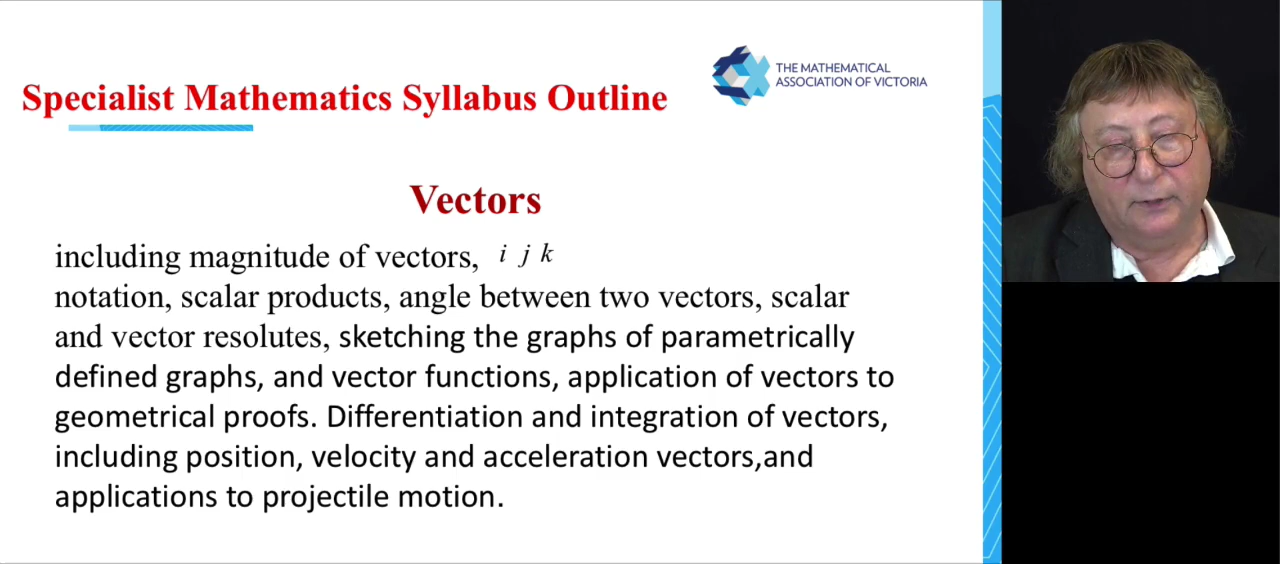 THE MATHEMATICAL
ASSOCIATION OF VICTORIA
Specialist Mathematics Syllabus Outline
Vectors
including magnitude of vectors, i j k
notation, scalar products, angle between two vectors, scalar
and vector resolutes, sketching the graphs of parametrically
defined graphs, and vector functions, application of vectors to
geometrical proofs. Differentiation and integration of vectors,
including position, velocity and acceleration vectors,and
applications to projectile motion.